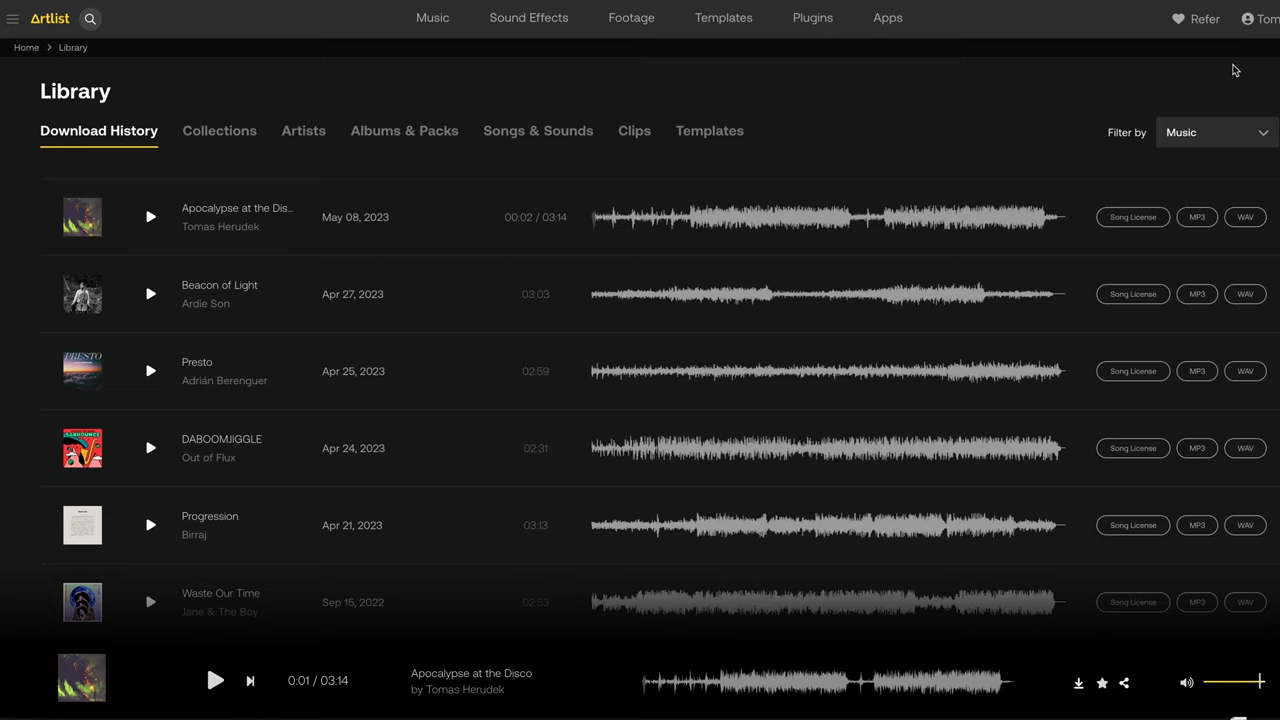 Artlist
Music
Sound Effects
Footage
Templates
Plugins
Apps
Refer
Tom
Home
Library
Library
Download History
Collections
Artists
Albums & Packs
Songs & Sounds
Clips
Templates
Filter by
Music
Apocalypse at the Dis...
Tomas Herudek
May 08, 2023
00:02 / 03:14
Song License
MP3
WAV
Beacon of Light
Ardie Son
Apr 27, 2023
03:03
Song License
MP3
WAV
PRESTO
Presto
Adrián Berenguer
Apr 25, 2023
02:59
Song License
MP3
WAV
DABOOMJIGGLE
Out of Flux
Apr 24, 2023
02:31
Song License
MP3
WAV
Progression
Birraj
Apr 21, 2023
03:13
Song License
MP3
WAV
Waste Our Time
Jane & The Boy
Sep 15, 2022
02:53
Song License
MP3
WAV
0:01 / 03:14
Apocalypse at the Disco
by Tomas Herudek